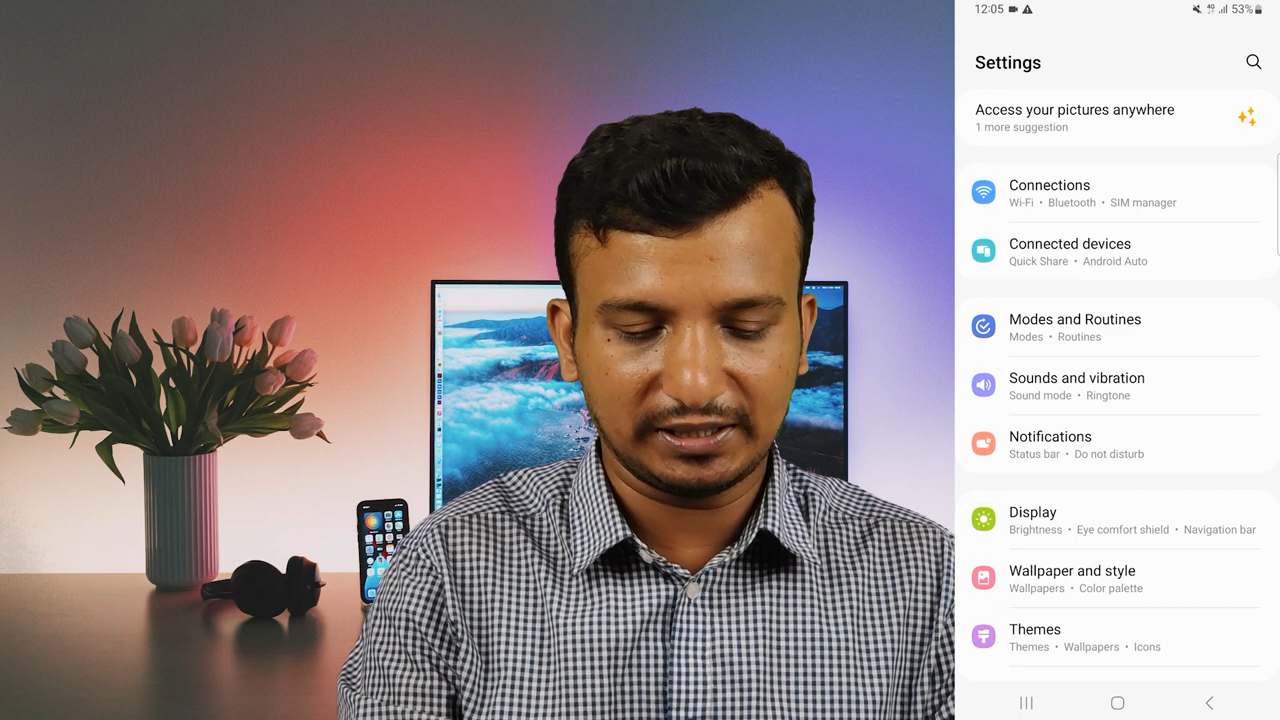 12:05
53%
Settings
Access your pictures anywhere
1 more suggestion
Connections
Wi-Fi • Bluetooth • SIM manager
Connected devices
Quick Share • Android Auto
Modes and Routines
Modes • Routines
Sounds and vibration
Sound mode • Ringtone
Notifications
Status bar • Do not disturb
Display
Brightness • Eye comfort shield • Navigation bar
Wallpaper and style
Wallpapers • Color palette
Themes
Themes • Wallpapers • Icons